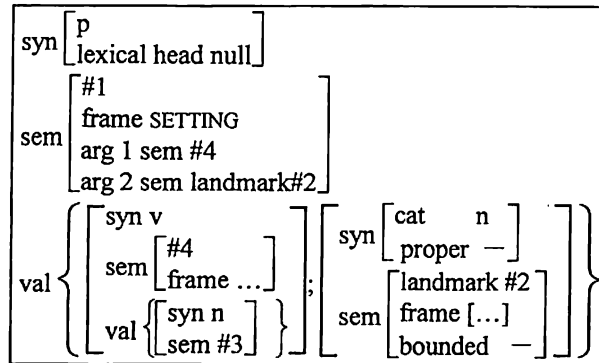 syn [p
lexical head null]
sem [#1
frame SETTING
arg 1 sem #4
arg 2 sem landmark#2]
val { [syn v
sem [#4
frame ...]
val {[syn n
sem #3]}] ; [syn [cat n
proper —]
sem [landmark #2
frame [...]
bounded —]] }